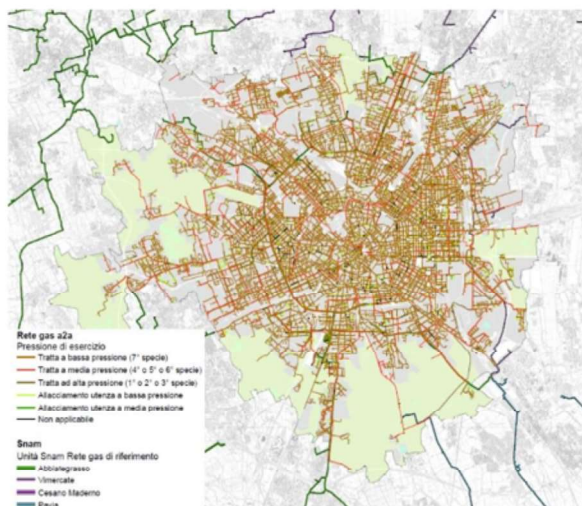 Rete gas a2a
Pressione di esercizio
Tratta a bassa pressione (7° specie)
Tratta a media pressione (4° o 5° o 6° specie)
Tratta ad alta pressione (1° o 2° o 3° specie)
Allacciamento utenza a bassa pressione
Allacciamento utenza a media pressione
Non applicabile
Snam
Unità Snam Rete gas di riferimento
Abbiategrasso
Vimercate
Cesano Maderno
Pavia